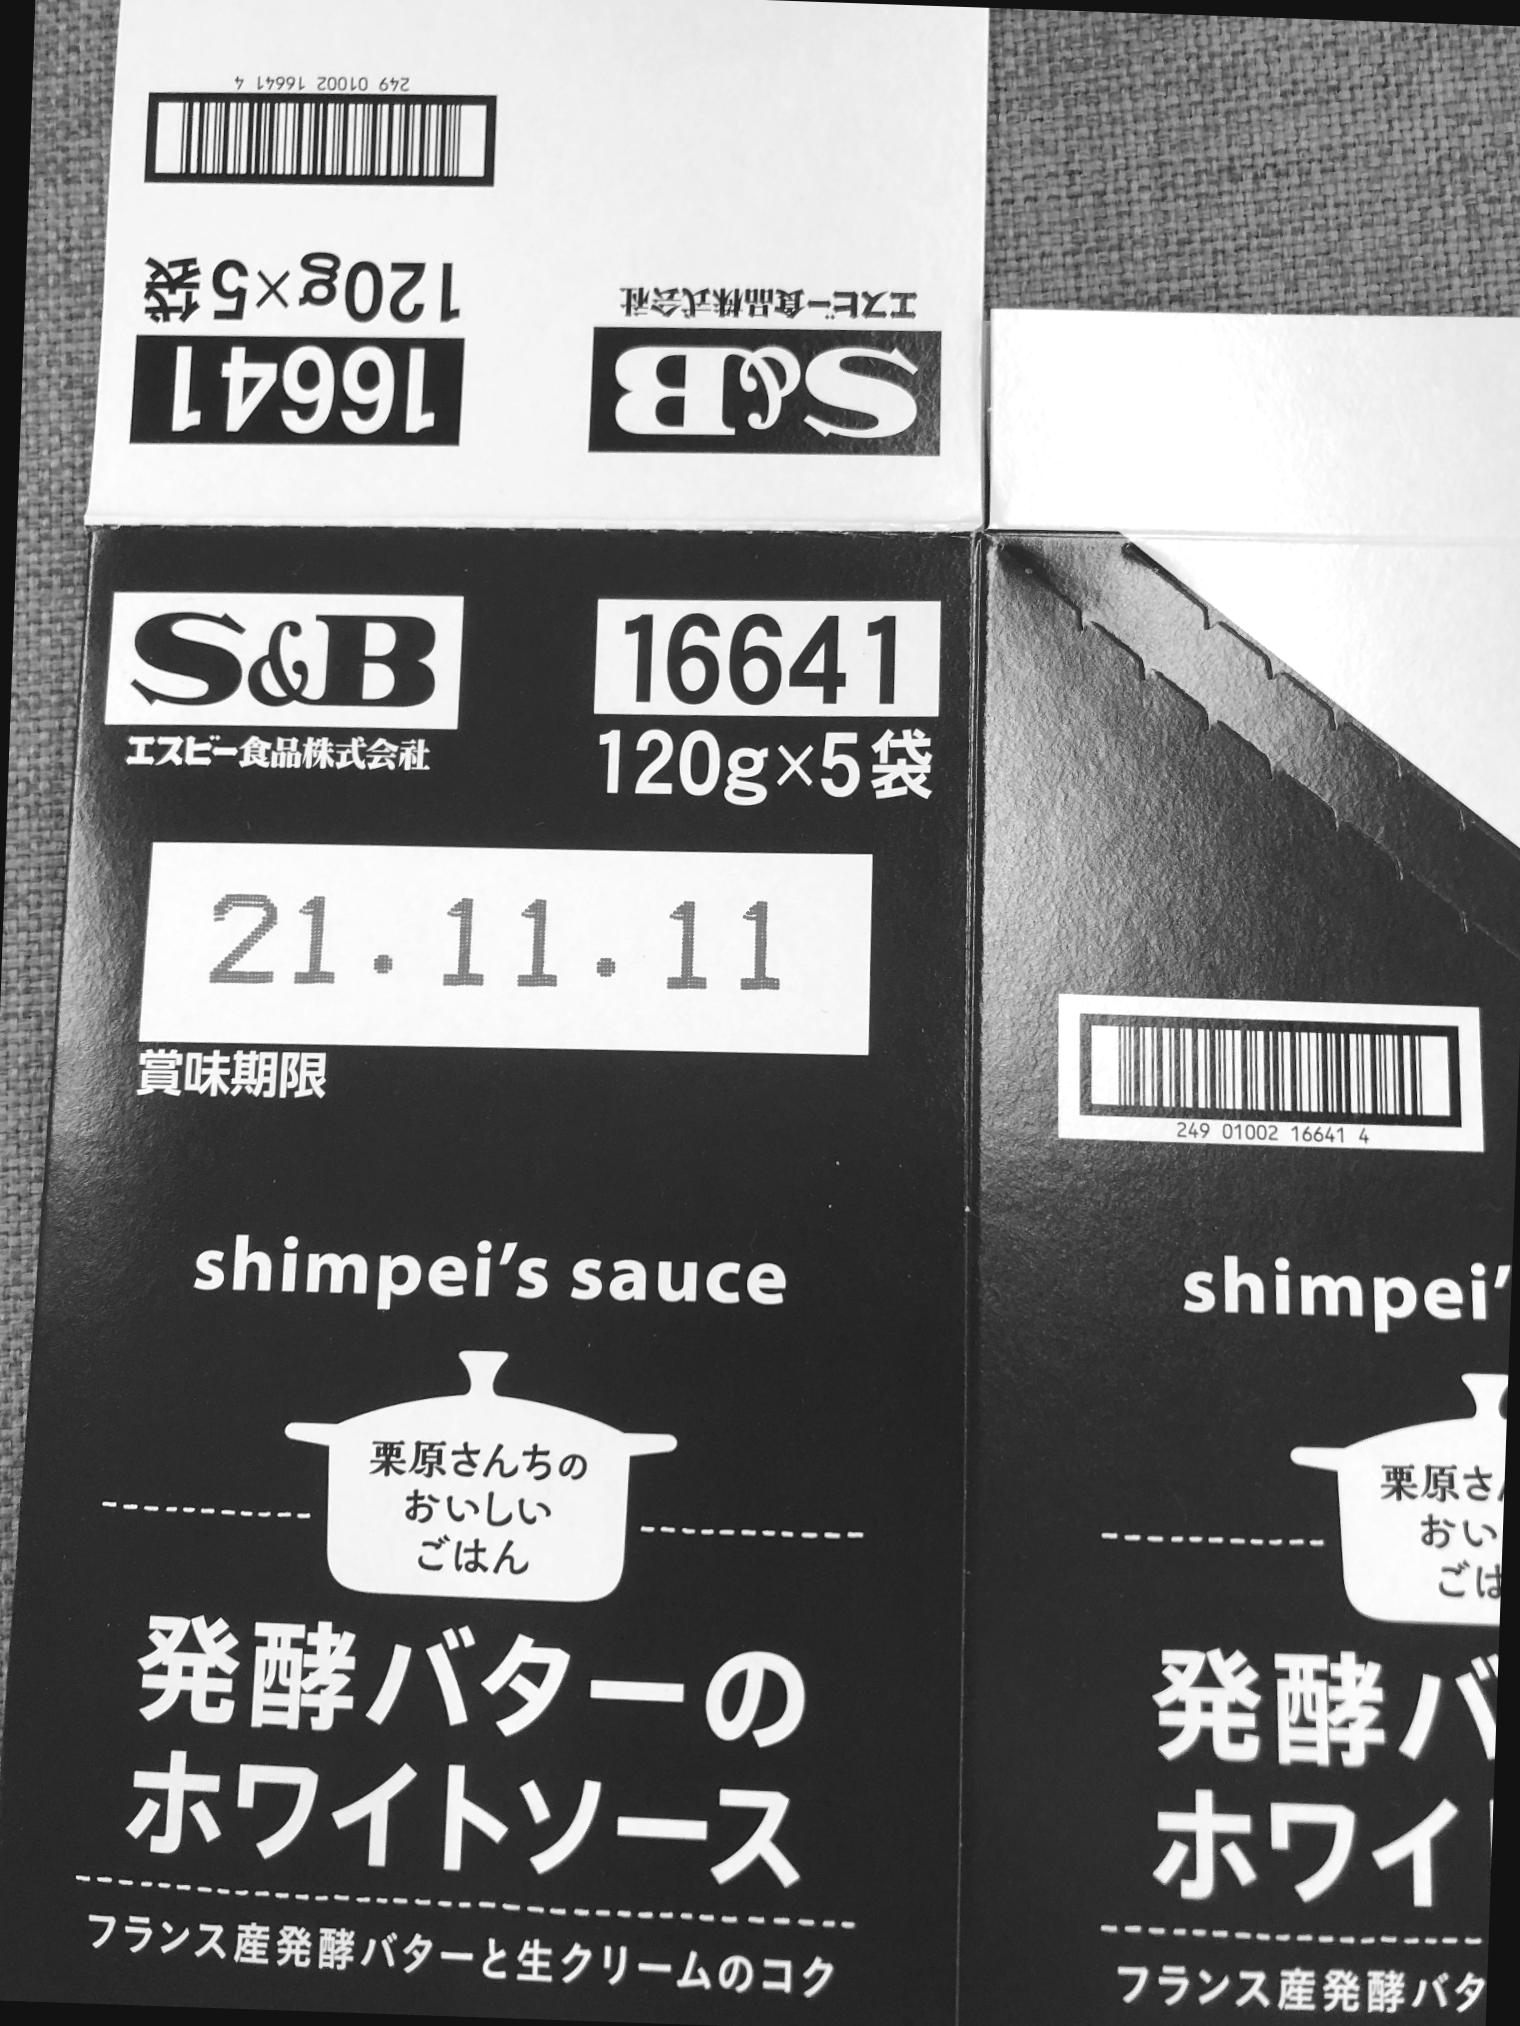 249 01002 16641 4
120g×5袋
16641
エスビー食品株式会社
S&B
S&B
エスビー食品株式会社
16641
120g×5袋
21.11.11
賞味期限
shimpei's sauce
栗原さんちの
おいしい
ごはん
発酵バターの
ホワイトソース
フランス産発酵バターと生クリームのコク
249 01002 16641 4
shimpei'
栗原さ
おい
ごは
発酵バ
ホワイ
フランス産発酵バタ